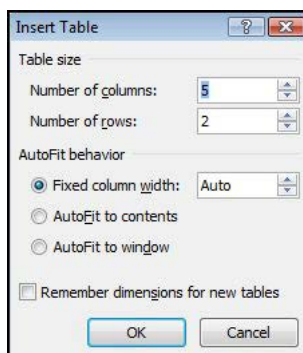 Insert Table
Table size
Number of columns: 5
Number of rows: 2
AutoFit behavior
Fixed column width: Auto
AutoFit to contents
AutoFit to window
Remember dimensions for new tables
OK Cancel